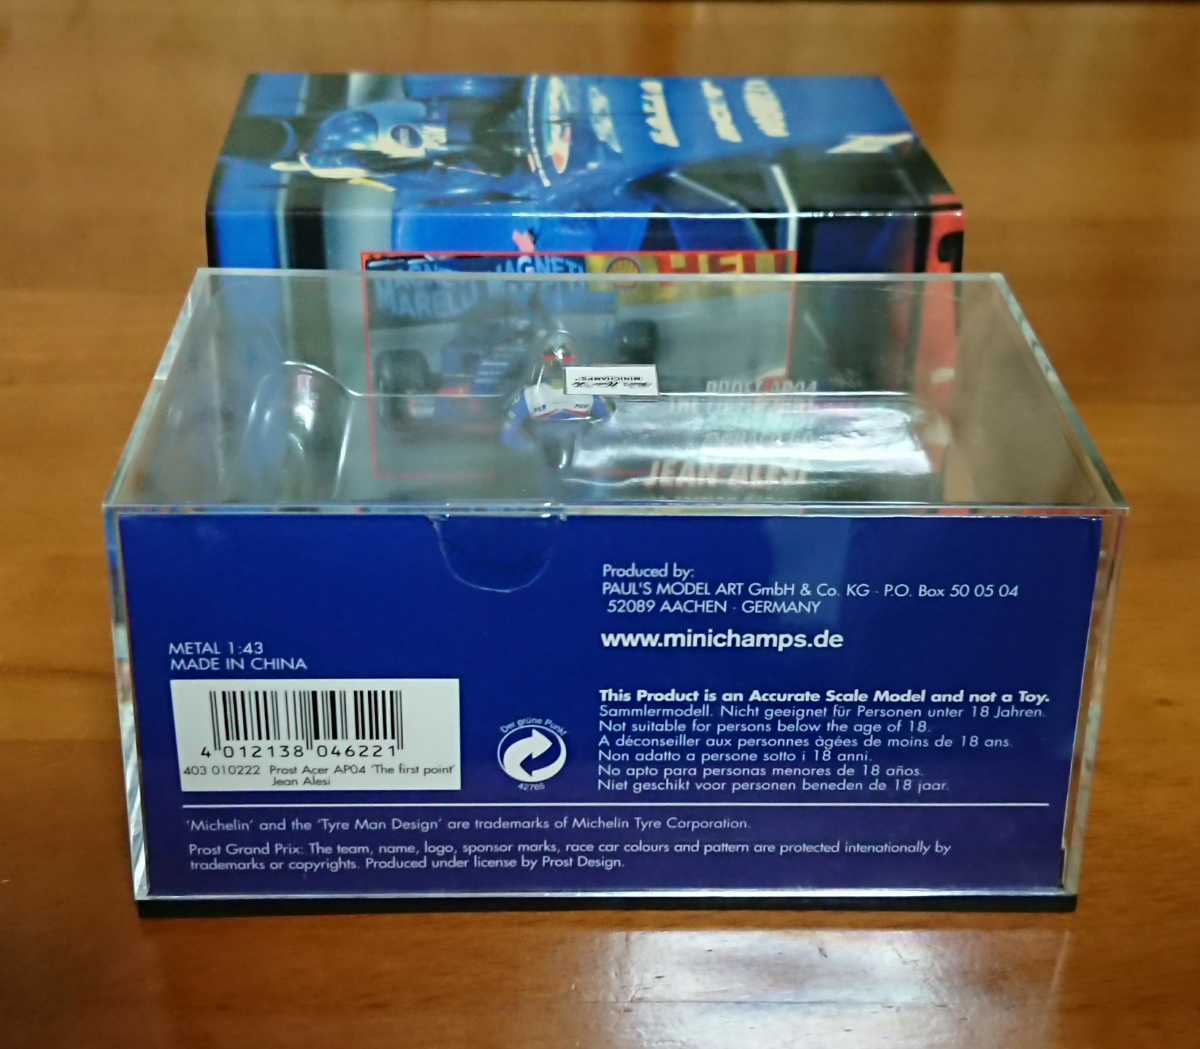 MAGNETI
MARELLI
MINICHAMPS
PROST AP04
JEAN ALESI
Produced by:
PAUL'S MODEL ART GmbH & Co. KG · P.O. Box 50 05 04
52089 AACHEN · GERMANY
www.minichamps.de
METAL 1:43
MADE IN CHINA
4 012138 046221
403 010222 Prost Acer AP04 'The first point'
Jean Alesi
Der grüne Punkt
42765
This Product is an Accurate Scale Model and not a Toy.
Sammlermodell. Nicht geeignet für Personen unter 18 Jahren.
Not suitable for persons below the age of 18.
A déconseiller aux personnes àgées de moins de 18 ans.
Non adatto a persone sotto i 18 anni.
No apto para personas menores de 18 años.
Niet geschikt voor personen beneden de 18 jaar.
'Michelin' and the 'Tyre Man Design' are trademarks of Michelin Tyre Corporation.
Prost Grand Prix: The team, name, logo, sponsor marks, race car colours and pattern are protected intenationally by
trademarks or copyrights. Produced under license by Prost Design.